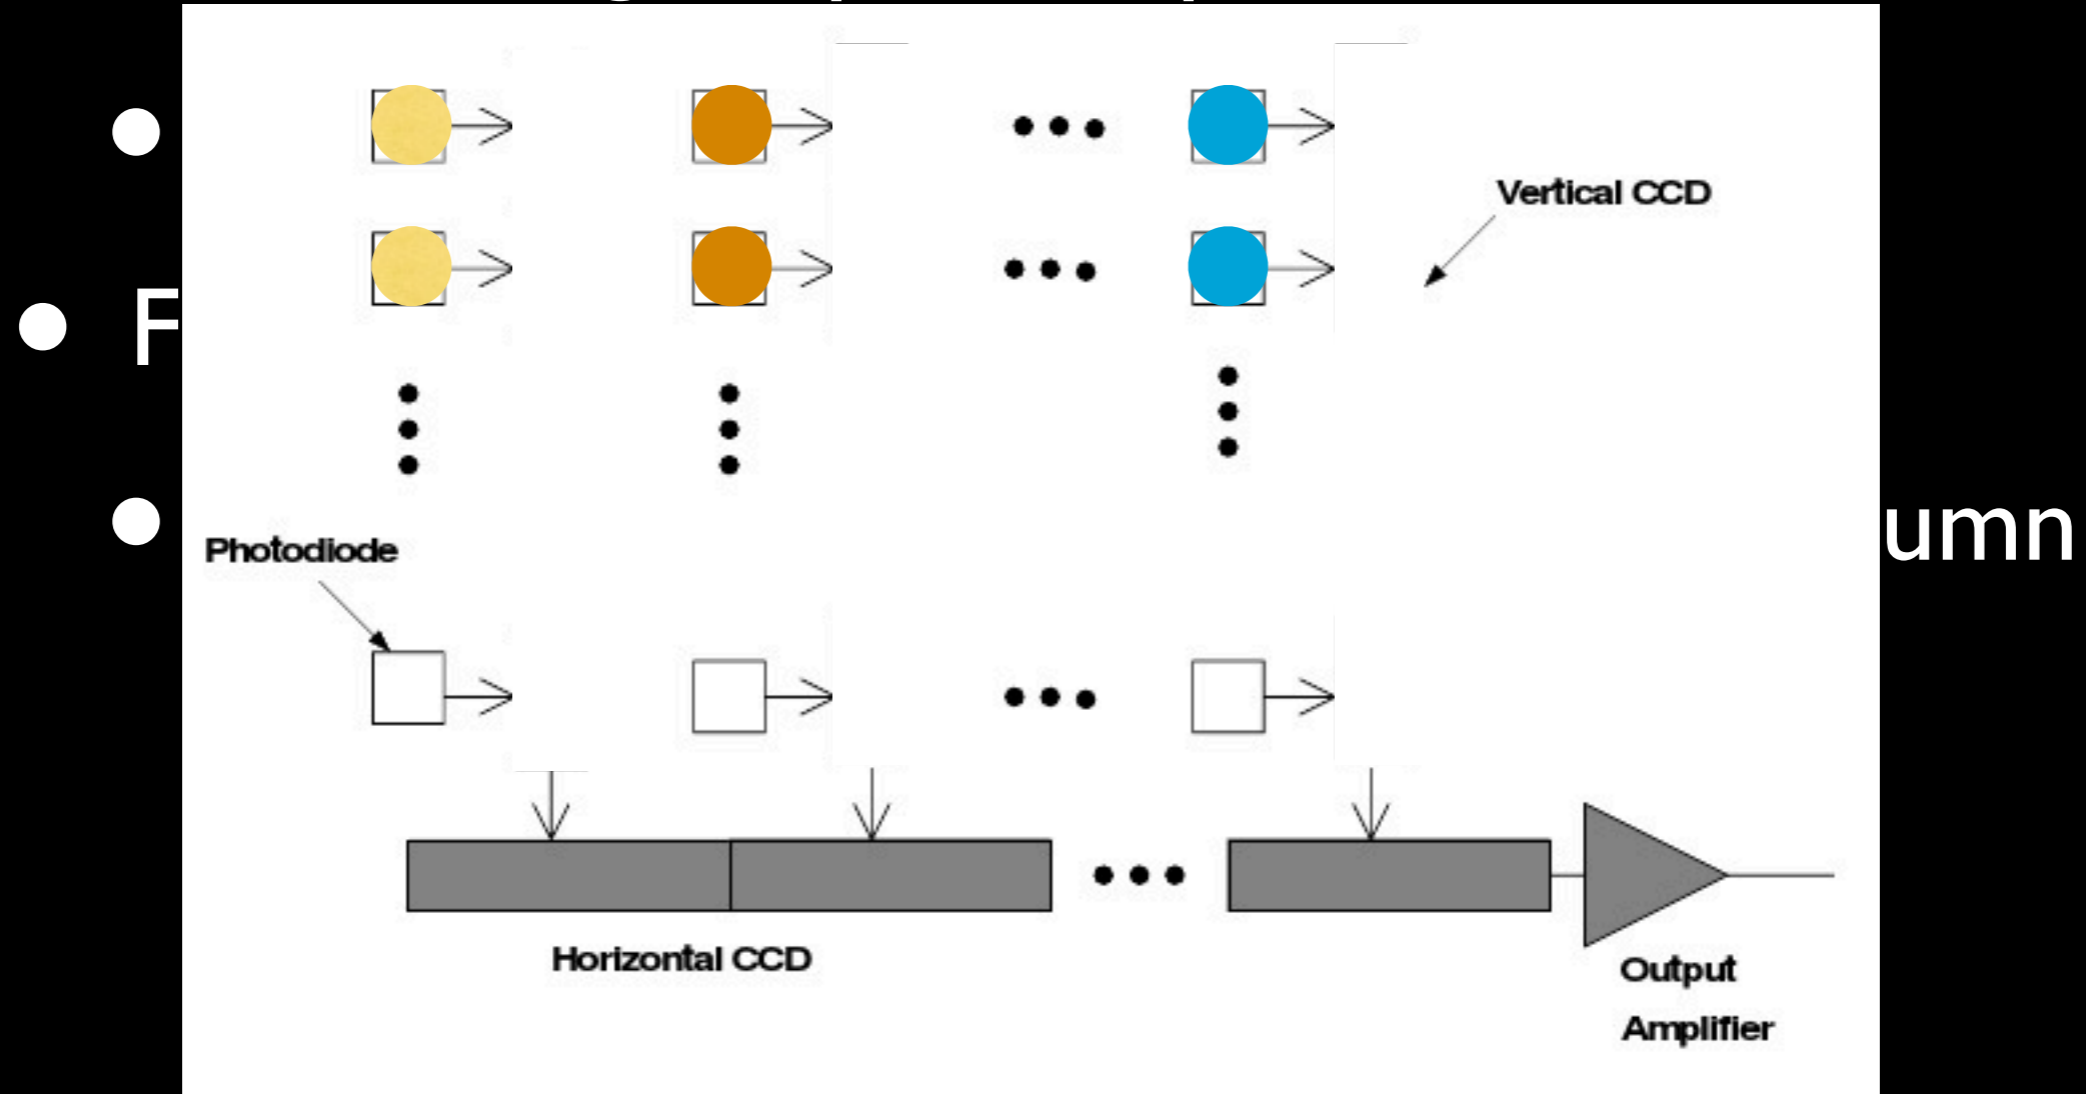 Vertical CCD
F
Photodiode
umn
Horizontal CCD
Output
Amplifier